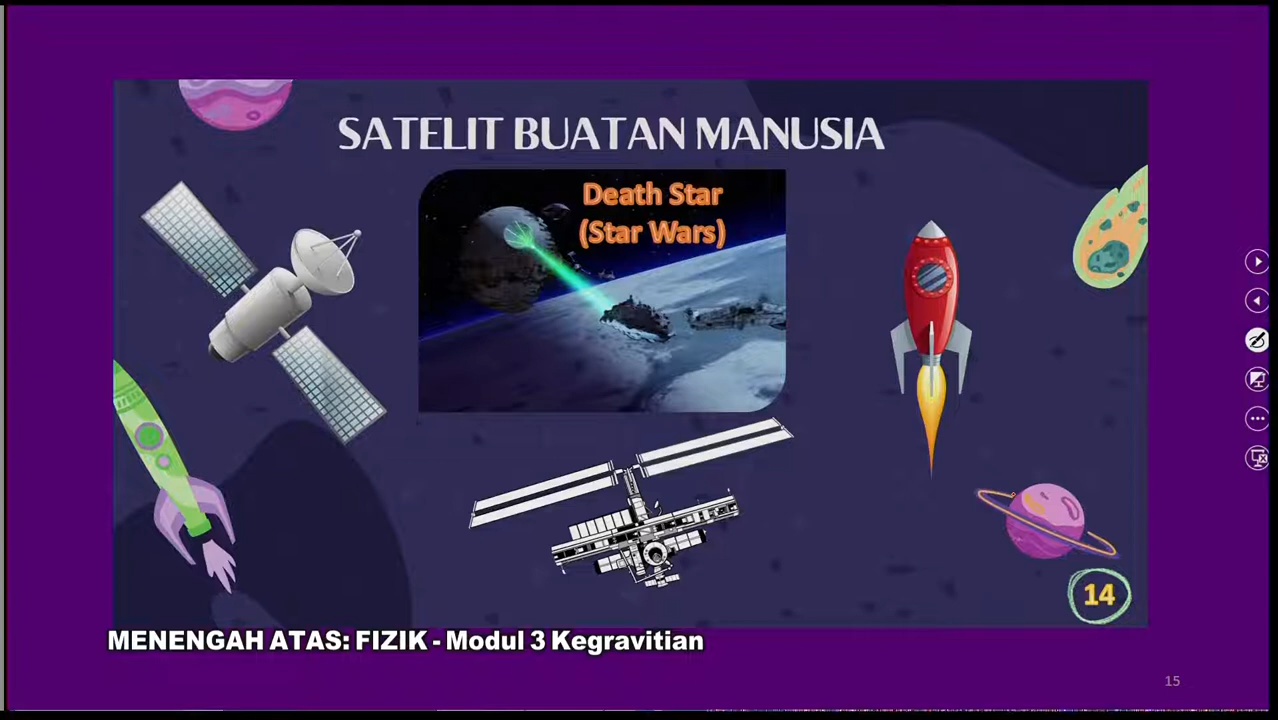 SATELIT BUATAN MANUSIA
Death Star
(Star Wars)
14
MENENGAH ATAS: FIZIK - Modul 3 Kegravitian
15